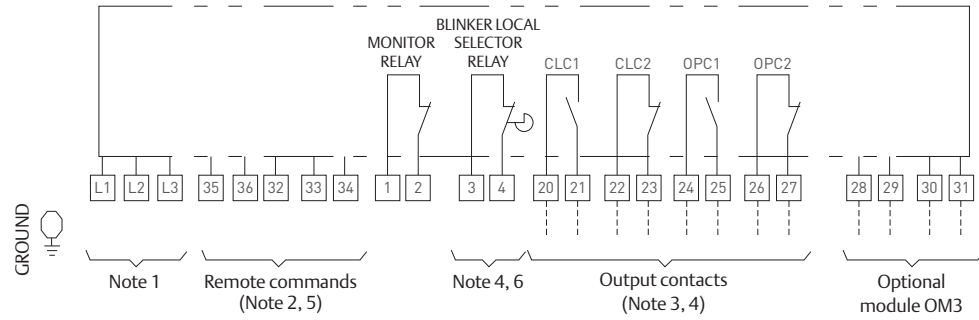 BLINKER LOCAL
MONITOR SELECTOR
RELAY RELAY CLC1 CLC2 OPC1 OPC2
L1 L2 L3 35 36 32 33 34 1 2 3 4 20 21 22 23 24 25 26 27 28 29 30 31
GROUND
Note 1 Remote commands Note 4, 6 Output contacts Optional
(Note 2, 5) (Note 3, 4) module OM3